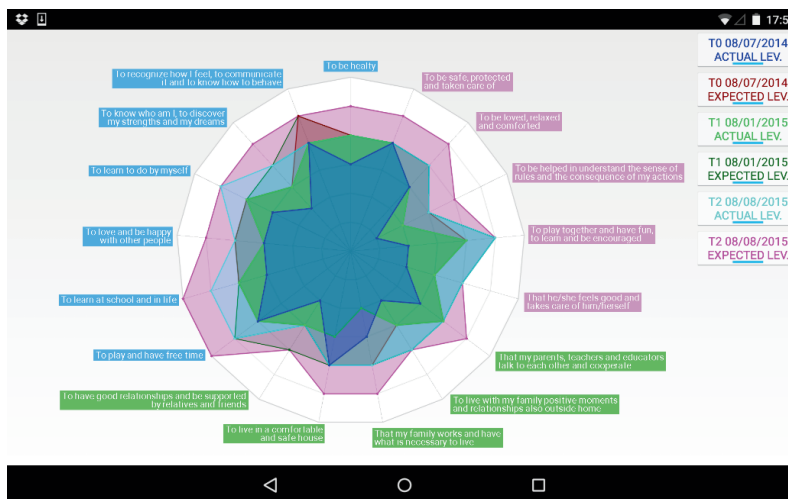 17:5
To be healty
To recognize how I feel, to communicate
it and to know how to behave
To be safe, protected
and taken care of
To know who am I, to discover
my strengths and my dreams
To be loved, relaxed
and comforted
To learn to do by myself
To be helped in understand the sense of
rules and the consequence of my actions
To love and be happy
with other people
To play together and have fun,
to learn and be encouraged
To learn at school and in life
That he/she feels good and
takes care of him/herself
To play and have free time
That my parents, teachers and educators
talk to each other and cooperate
To have good relationships and be supported
by relatives and friends
To live with my family positive moments
and relationships also outside home
To live in a comfortable
and safe house
That my family works and have
what is necessary to live
T0 08/07/2014
ACTUAL LEV.
T0 08/07/2014
EXPECTED LEV.
T1 08/01/2015
ACTUAL LEV.
T1 08/01/2015
EXPECTED LEV.
T2 08/08/2015
ACTUAL LEV.
T2 08/08/2015
EXPECTED LEV.